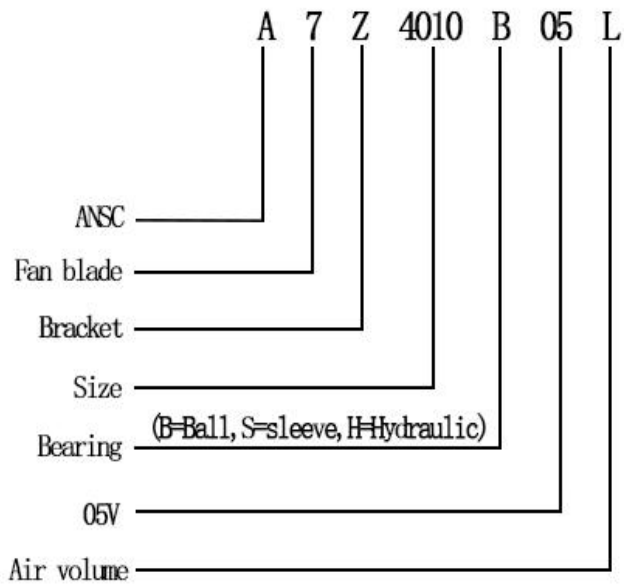 A 7 Z 4010 B 05 L
ANSC
Fan blade
Bracket
Size
(B=Ball, S=sleeve, H=Hydraulic)
Bearing
05V
Air volume